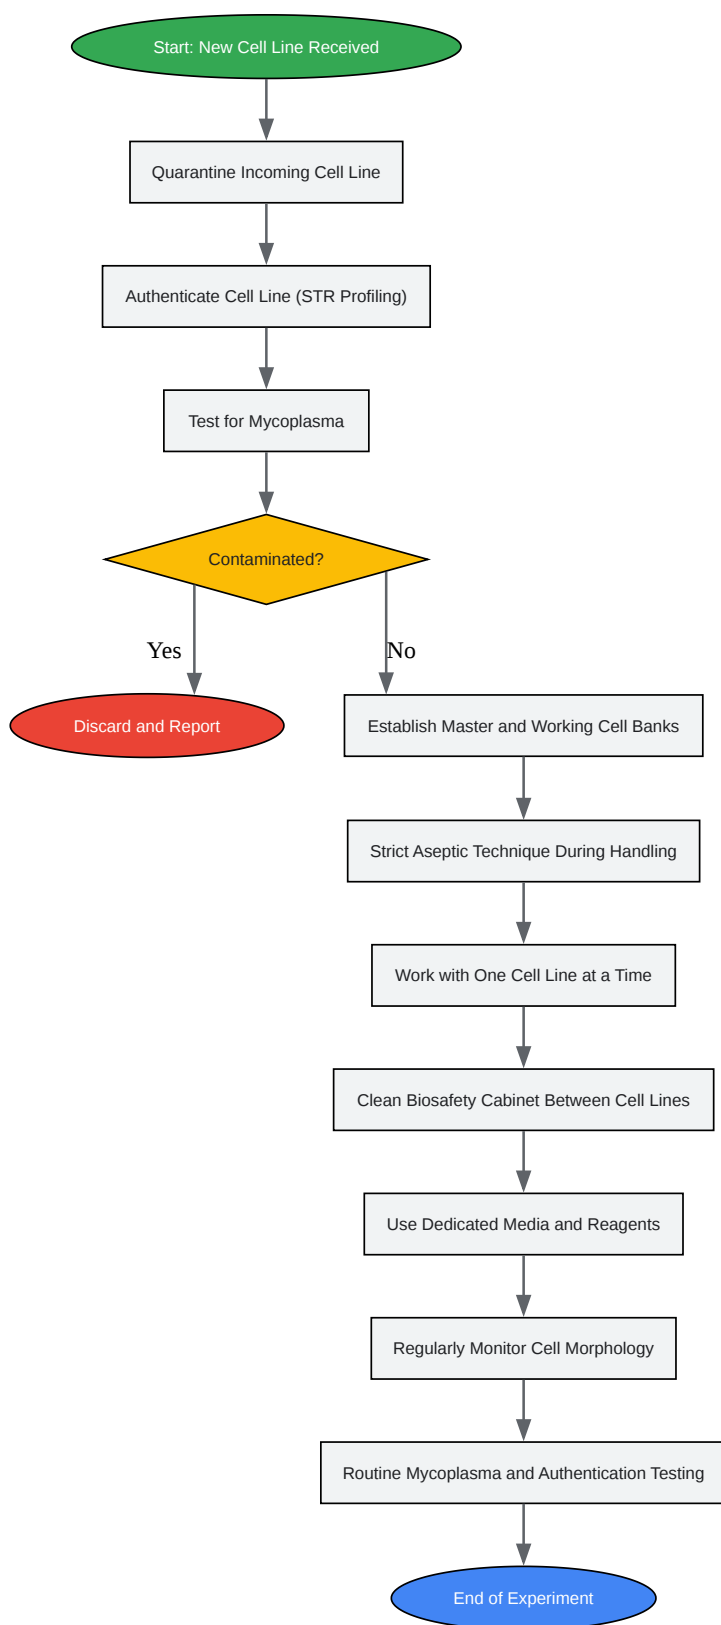 Start: New Cell Line Received
Quarantine Incoming Cell Line
Authenticate Cell Line (STR Profiling)
Test for Mycoplasma
Contaminated?
Yes
No
Discard and Report
Establish Master and Working Cell Banks
Strict Aseptic Technique During Handling
Work with One Cell Line at a Time
Clean Biosafety Cabinet Between Cell Lines
Use Dedicated Media and Reagents
Regularly Monitor Cell Morphology
Routine Mycoplasma and Authentication Testing
End of Experiment